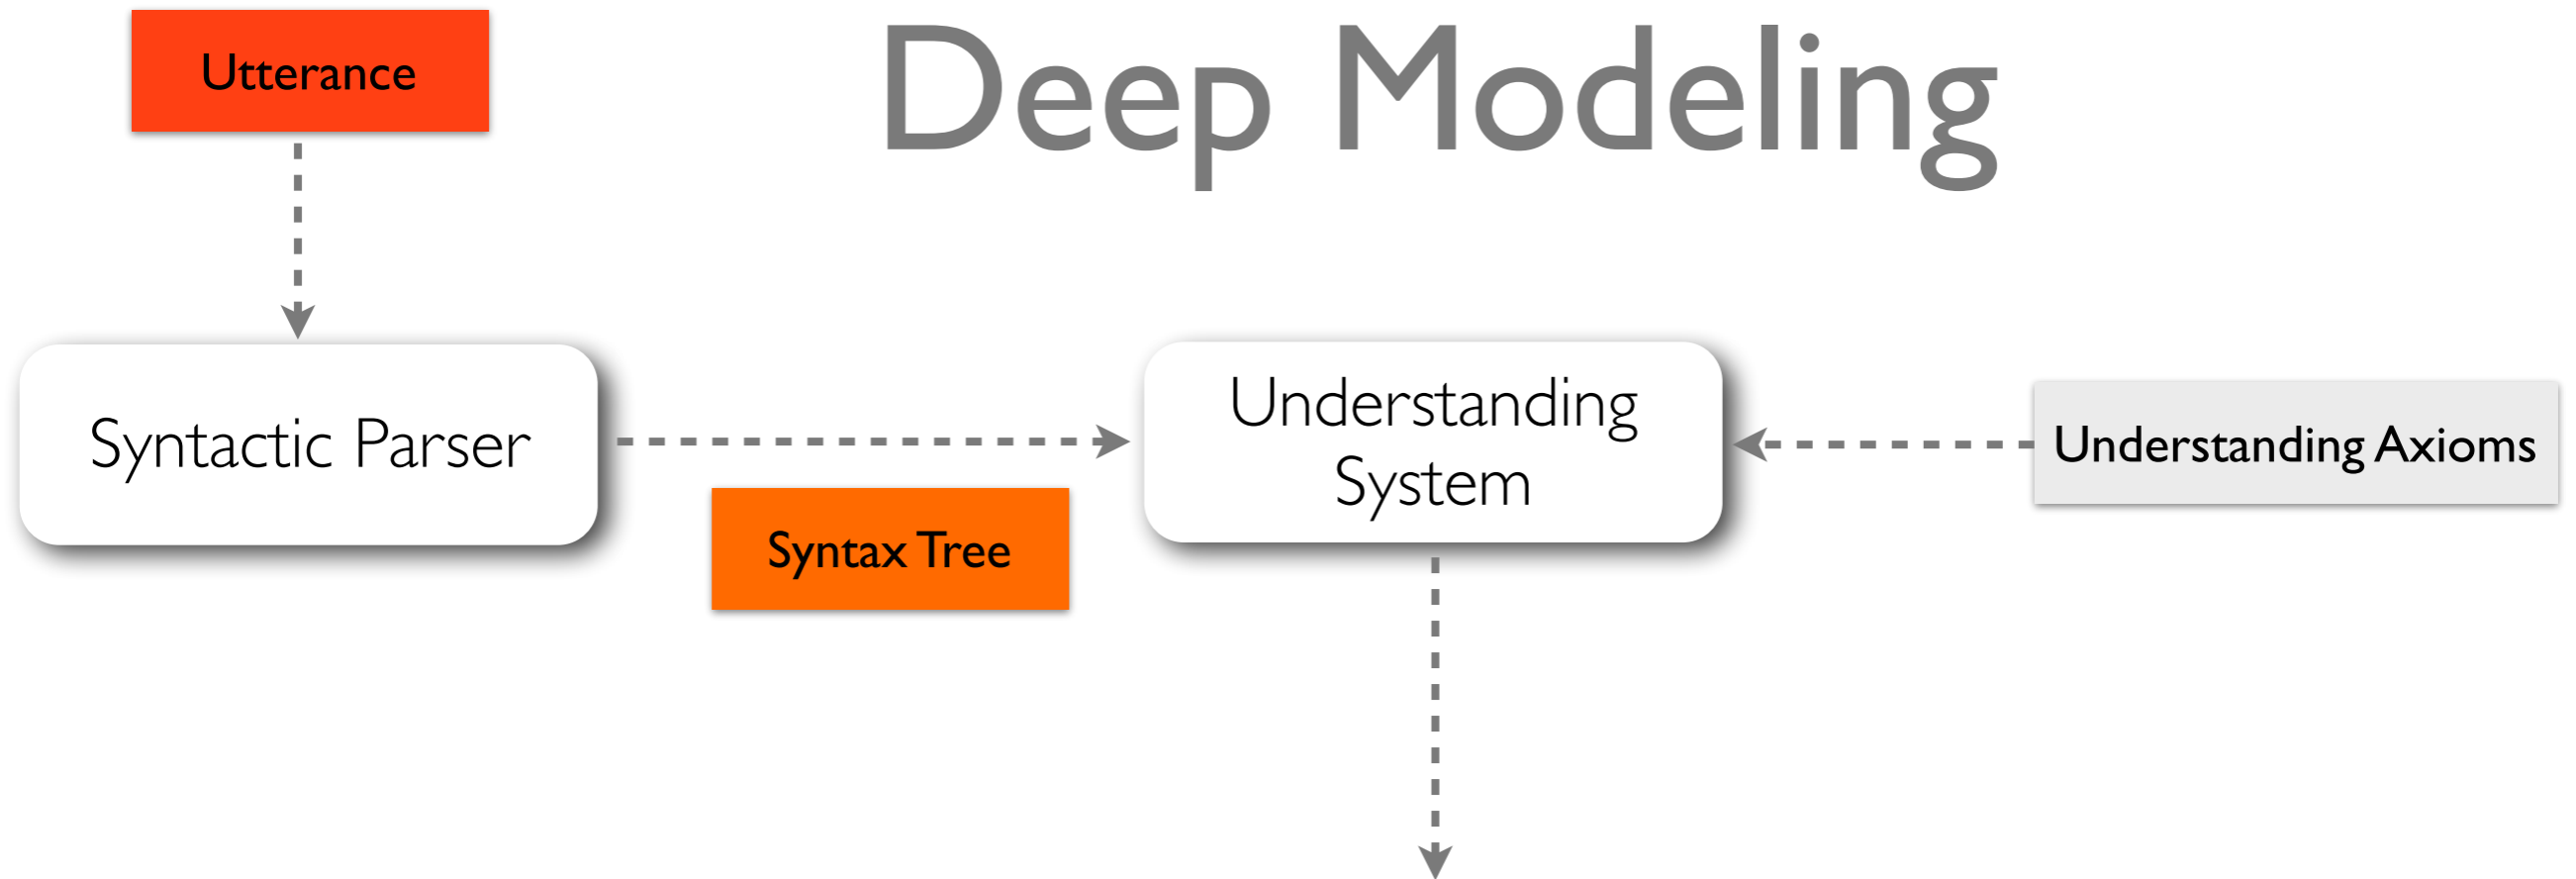 Utterance
Deep Modeling
Syntactic Parser
Understanding
System
Understanding Axioms
Syntax Tree